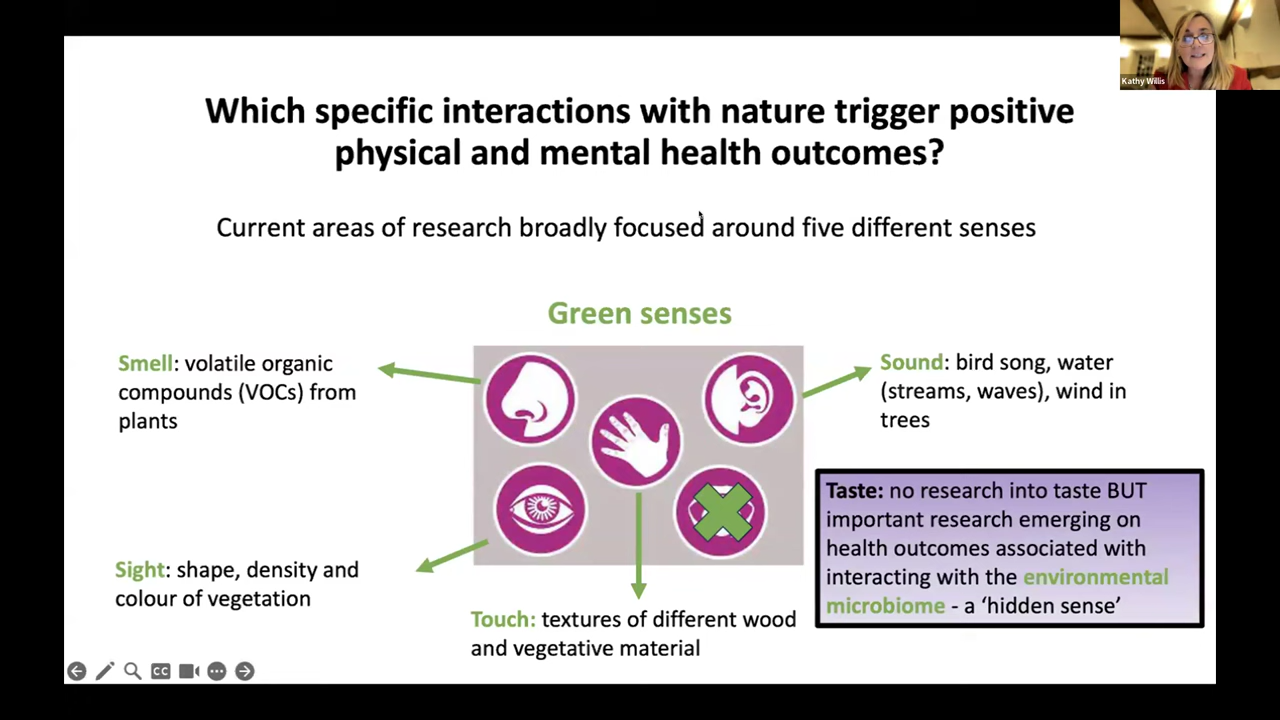 Kathy Willis
Which specific interactions with nature trigger positive
physical and mental health outcomes?
Current areas of research broadly focused around five different senses
Green senses
Smell: volatile organic
compounds (VOCs) from
plants
Sound: bird song, water
(streams, waves), wind in
trees
Taste: no research into taste BUT
important research emerging on
health outcomes associated with
interacting with the environmental
microbiome - a ‘hidden sense’
Sight: shape, density and
colour of vegetation
Touch: textures of different wood
and vegetative material
CC